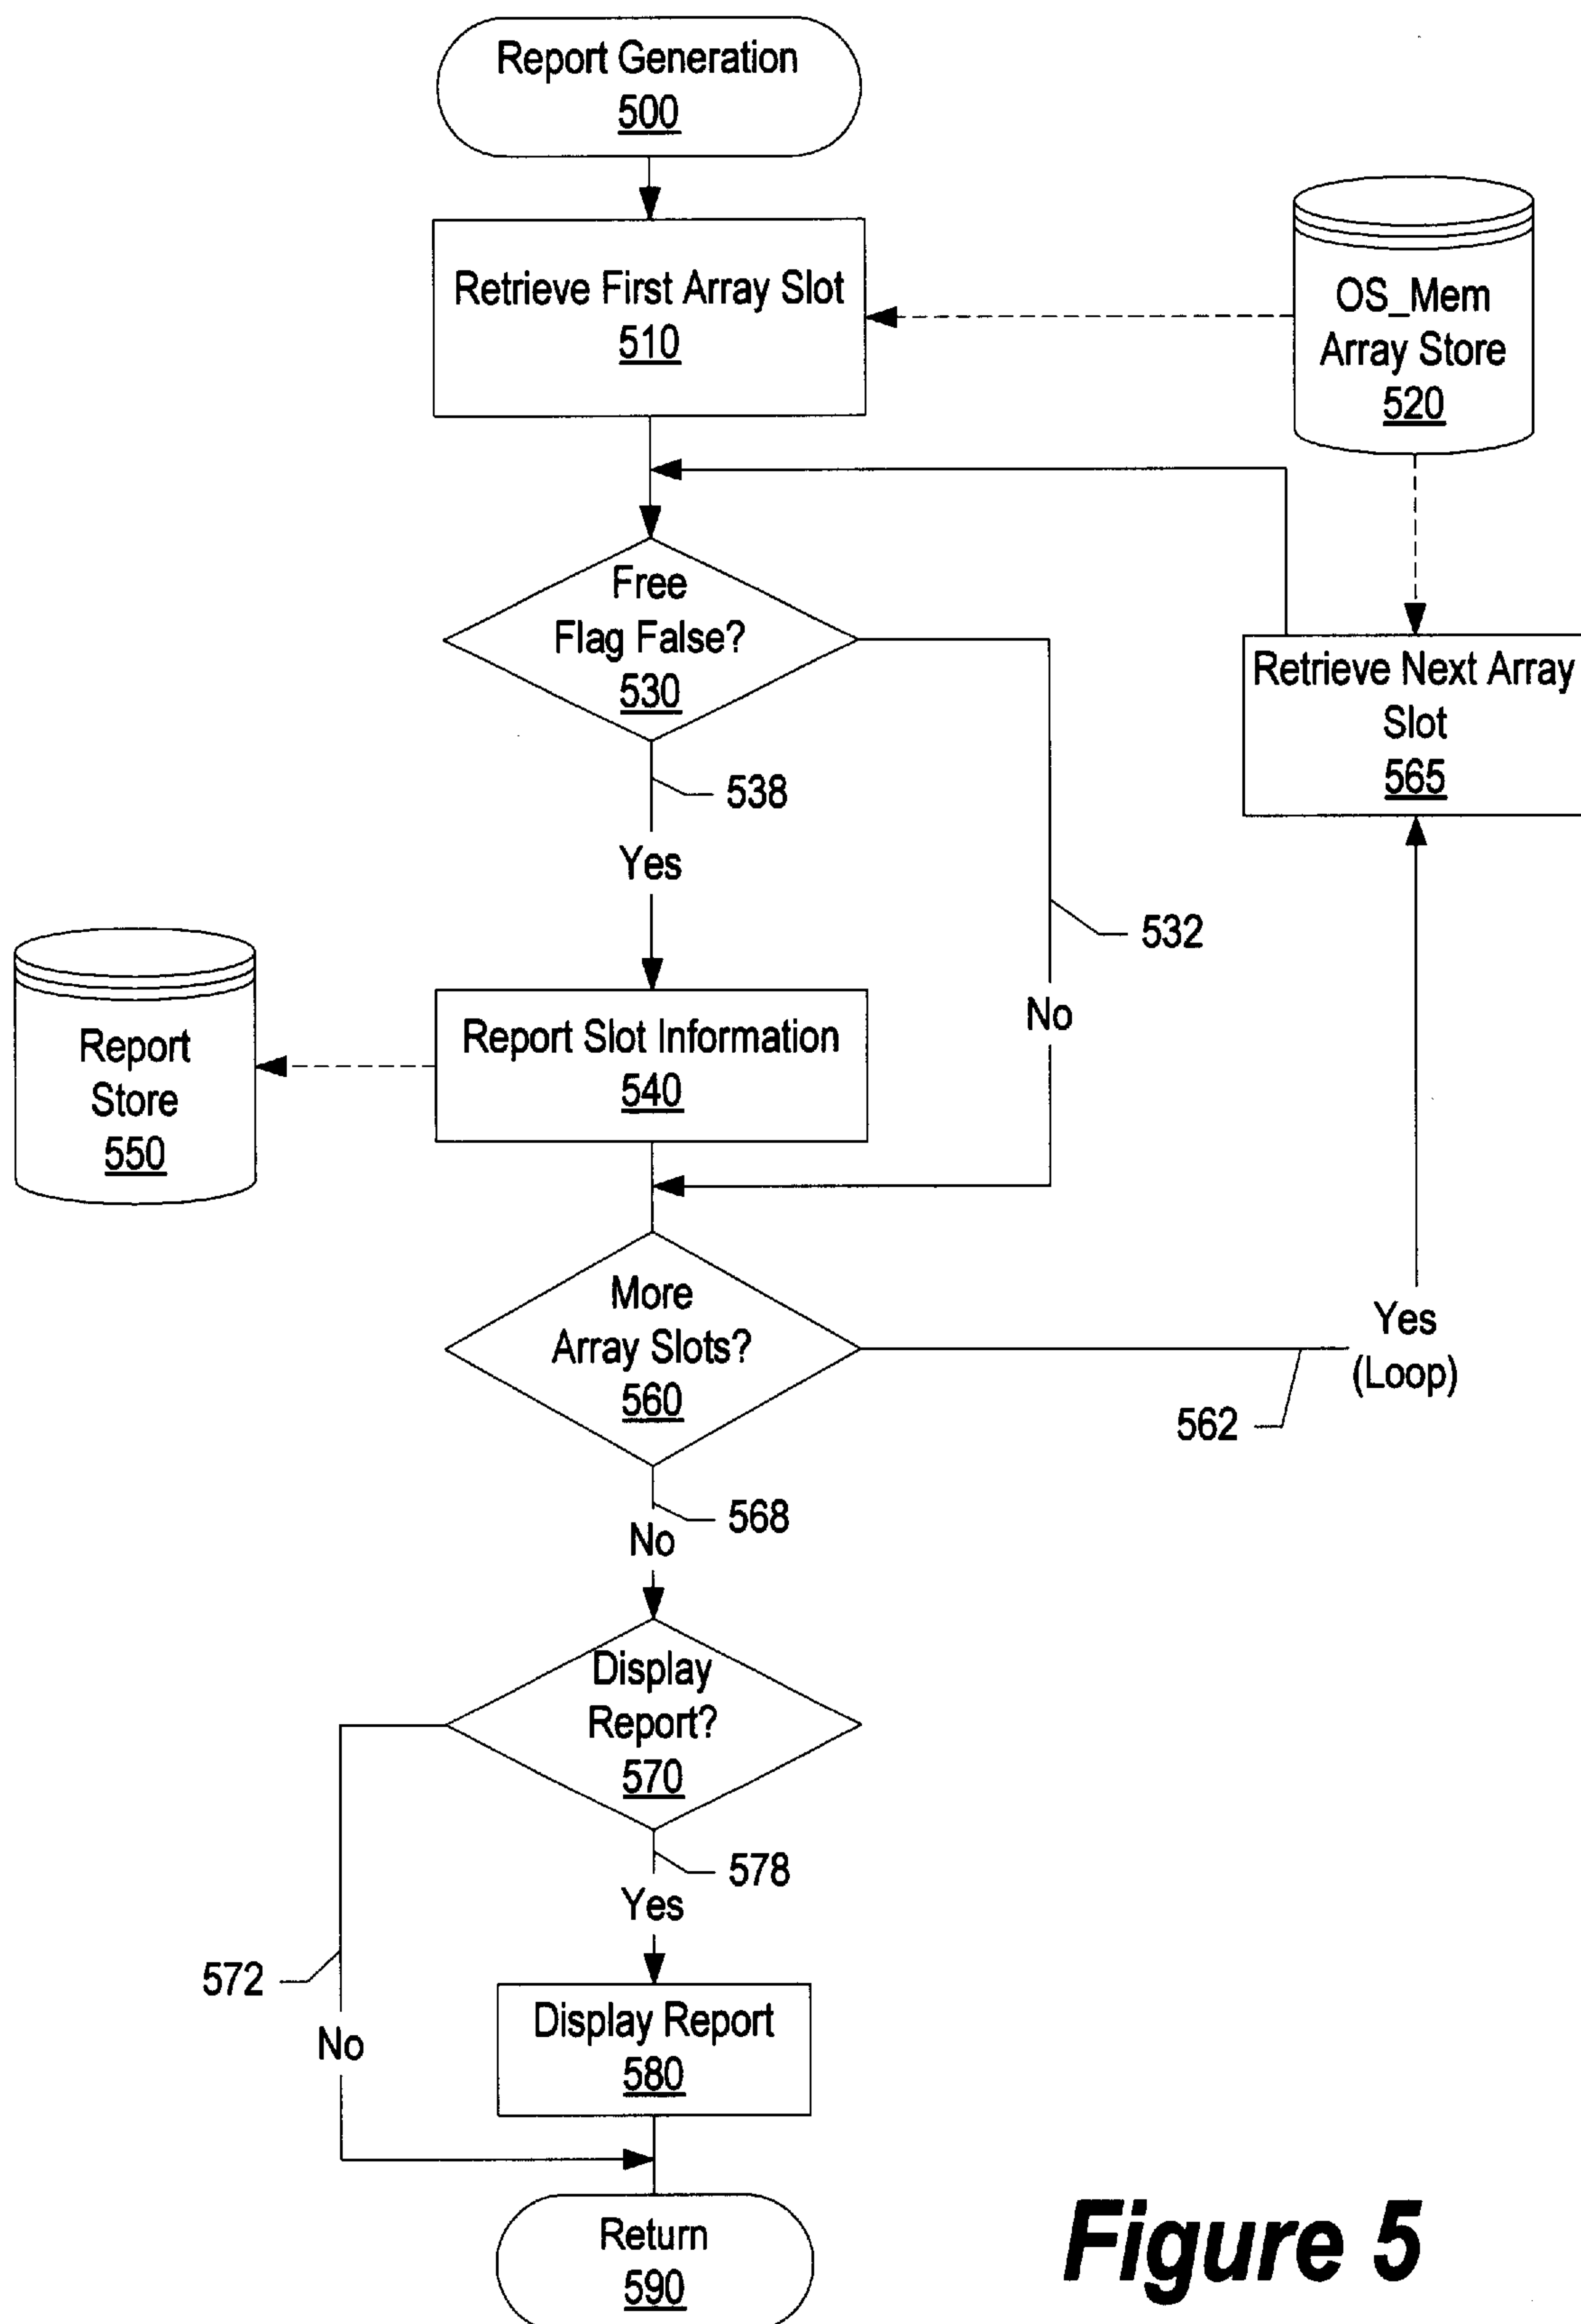 Report Generation
500
Retrieve First Array Slot
510
OS_Mem
Array Store
520
Free
Flag False?
530
Retrieve Next Array
Slot
565
538
Yes
532
No
Report Slot Information
540
Report
Store
550
More
Array Slots?
560
Yes
(Loop)
562
568
No
Display
Report?
570
578
Yes
572
No
Display Report
580
Return
590
Figure 5